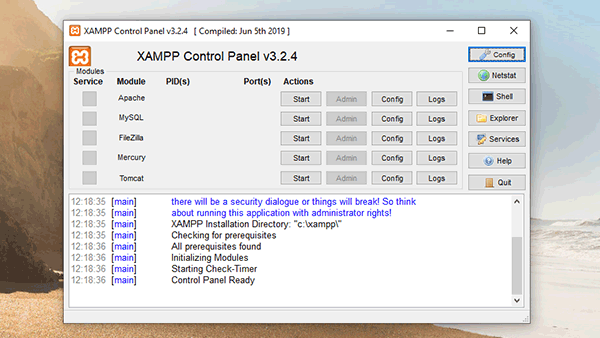 XAMPP Control Panel v3.2.4 [ Compiled: Jun 5th 2019 ]
XAMPP Control Panel v3.2.4
Config
Modules
Service Module PID(s) Port(s) Actions
Netstat
Apache Start Admin Config Logs
Shell
MySQL Start Admin Config Logs
Explorer
FileZilla Start Admin Config Logs
Services
Mercury Start Admin Config Logs
Help
Tomcat Start Admin Config Logs
Quit
12:18:35 [main] there will be a security dialogue or things will break! So think
12:18:35 [main] about running this application with administrator rights!
12:18:35 [main] XAMPP Installation Directory: "c:\xampp\"
12:18:35 [main] Checking for prerequisites
12:18:36 [main] All prerequisites found
12:18:36 [main] Initializing Modules
12:18:36 [main] Starting Check-Timer
12:18:36 [main] Control Panel Ready